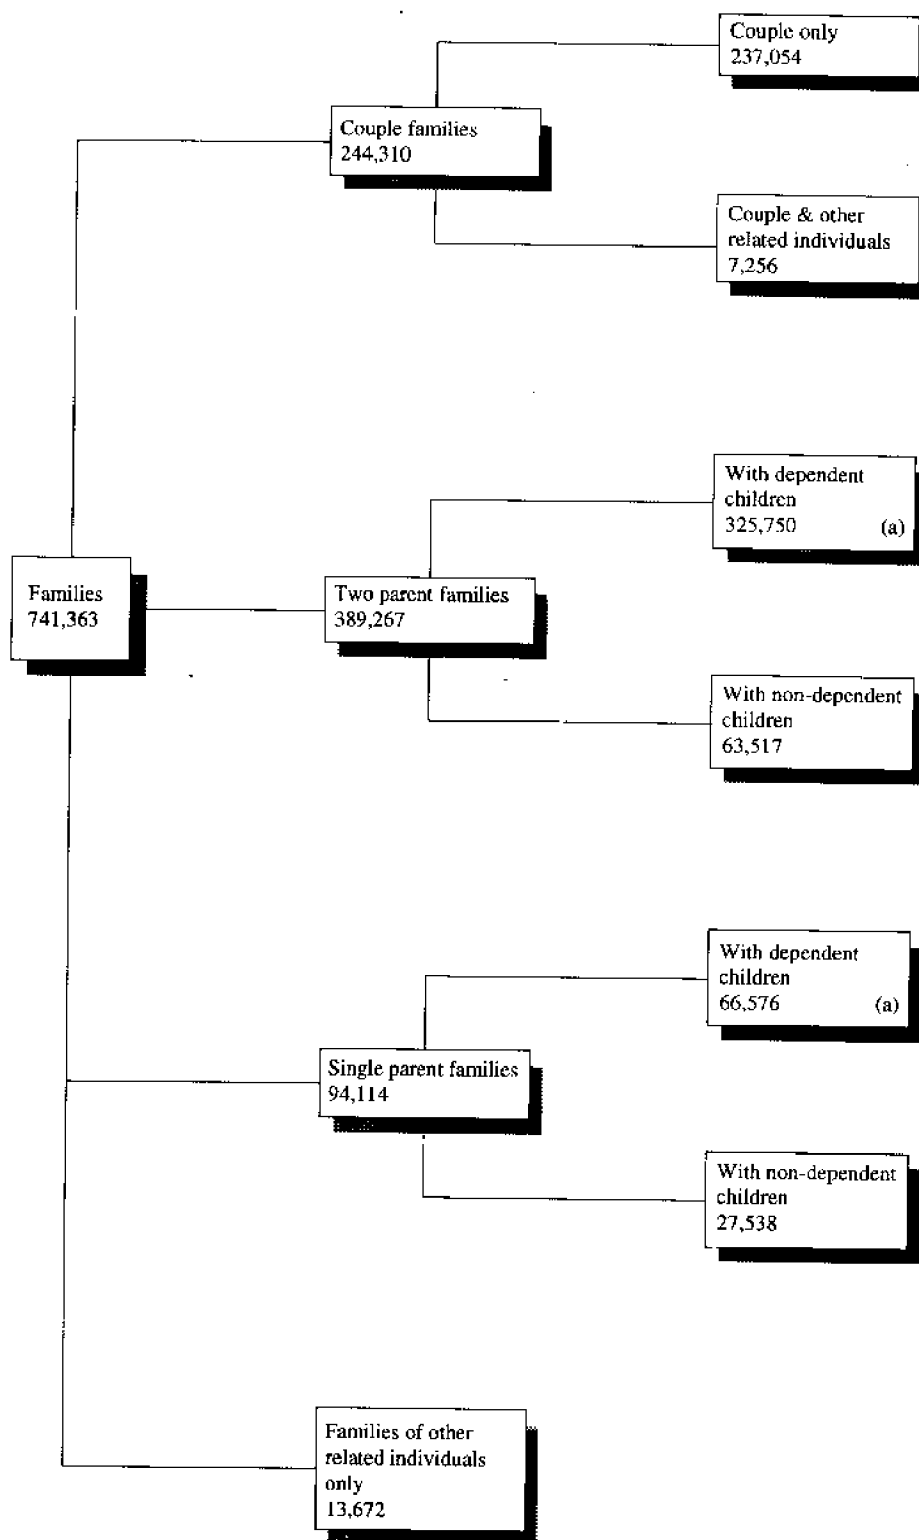 Couple only
237,054
Couple families
244,310
Couple & other
related individuals
7,256
With dependent
children
325,750 (a)
Families
741,363
Two parent families
389,267
With non-dependent
children
63,517
With dependent
children
66,576 (a)
Single parent families
94,114
With non-dependent
children
27,538
Families of other
related individuals
only
13,672